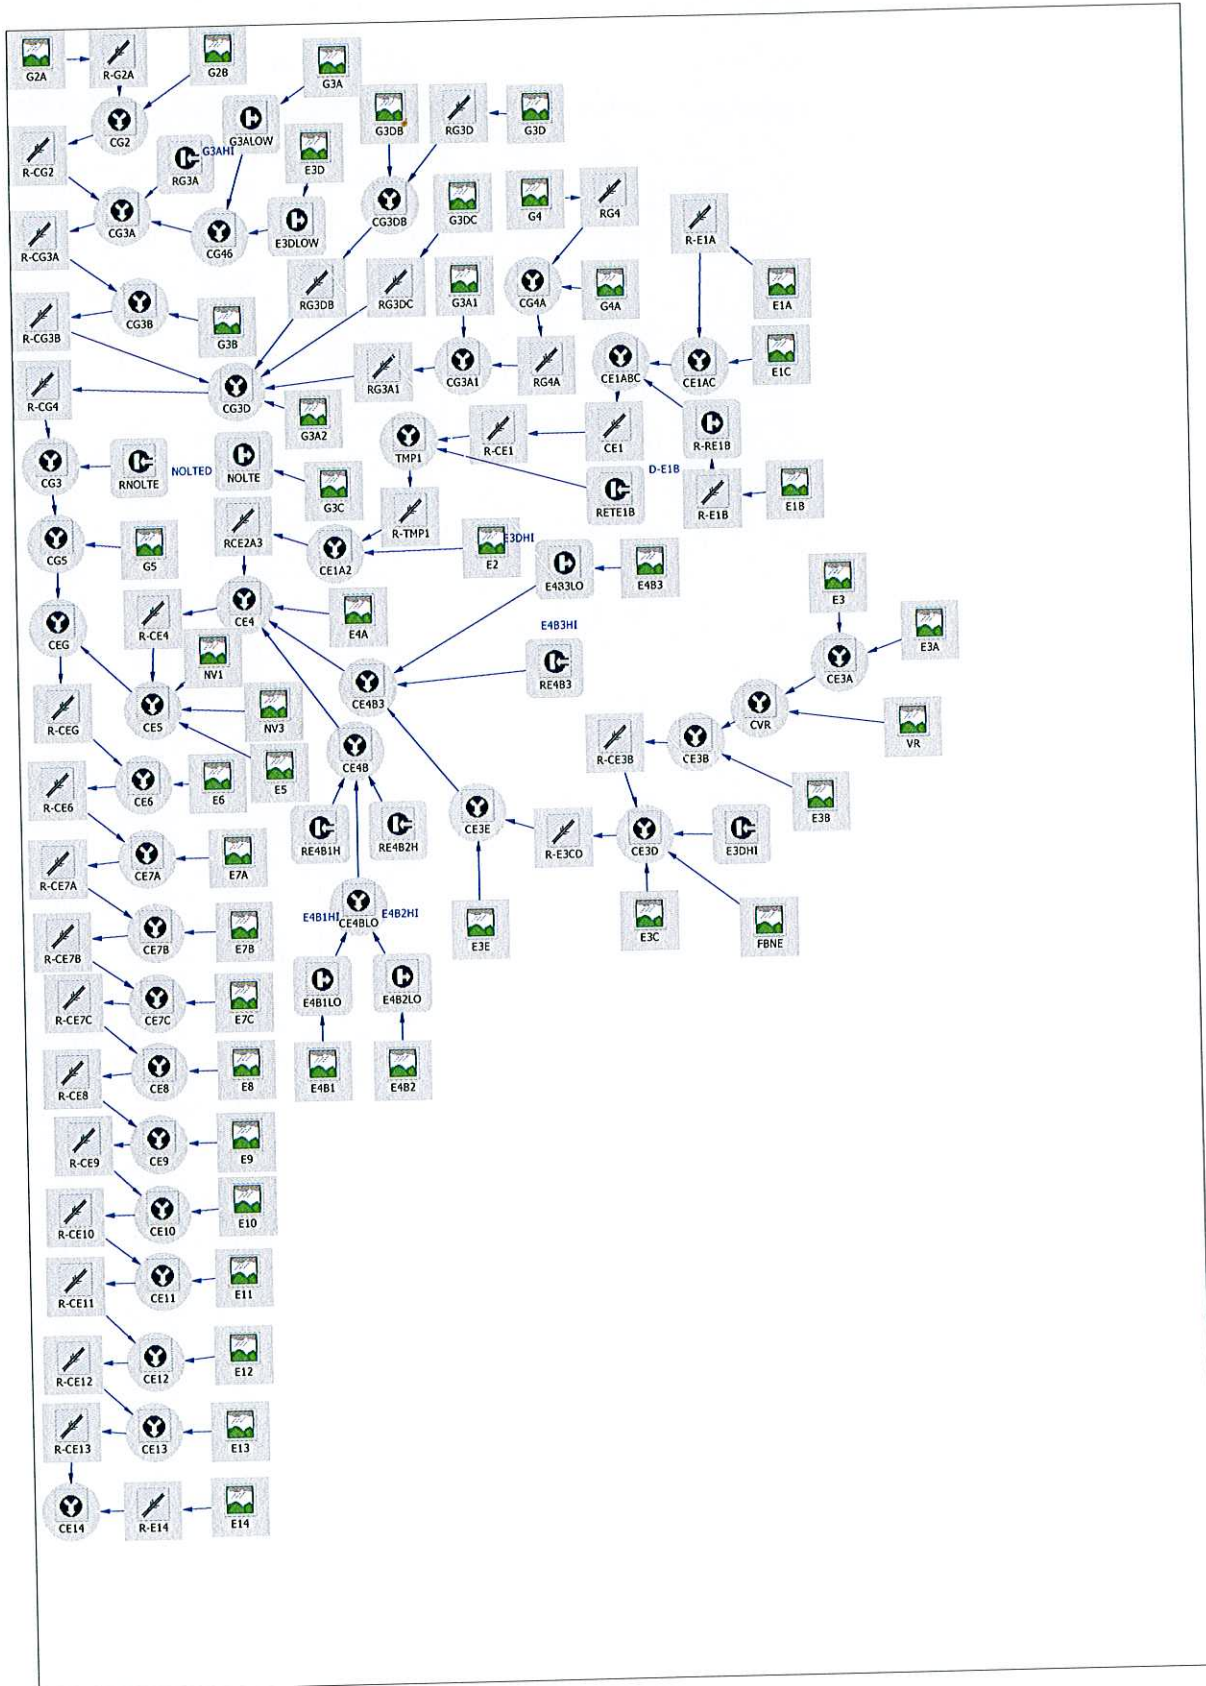 G2A
R-G2A
G2B
G3A
CG2
G3ALOW
G3DB
RG3D
G3D
R-CG2
G3AHI
RG3A
E3D
R-CG3A
CG3A
CG46
E3DLOW
CG3DB
G3DC
G4
RG4
R-E1A
R-CG3B
CG3B
G3B
RG3DB
RG3DC
G3A1
CG4A
G4A
E1A
R-CG4
CG3D
RG3A1
CG3A1
RG4A
CE1ABC
CE1AC
E1C
G3A2
TMP1
R-CE1
CE1
R-RE1B
CG3
RNOLTE
NOLTED
NOLTE
G3C
RETE1B
D-E1B
R-E1B
E1B
CG5
G5
RCE2A3
CE1A2
R-TMP1
E2
E3DHI
E4B3LO
E4B3
E3
CEG
R-CE4
CE4
E4A
E4B3HI
E3A
NV1
CE4B3
RE4B3
CE3A
R-CEG
CE5
NV3
CE4B
R-CE3B
CE3B
CVR
VR
R-CE6
CE6
E6
E5
E3B
RE4B1H
RE4B2H
CE3E
R-E3CD
CE3D
E3DHI
R-CE7A
CE7A
E7A
E4B1HI
CE4BLO
E4B2HI
E3E
E3C
FBNE
R-CE7B
CE7B
E7B
R-CE7C
CE7C
E7C
E4B1LO
E4B2LO
R-CE8
CE8
E8
E4B1
E4B2
R-CE9
CE9
E9
R-CE10
CE10
E10
R-CE11
CE11
E11
R-CE12
CE12
E12
R-CE13
CE13
E13
CE14
R-E14
E14